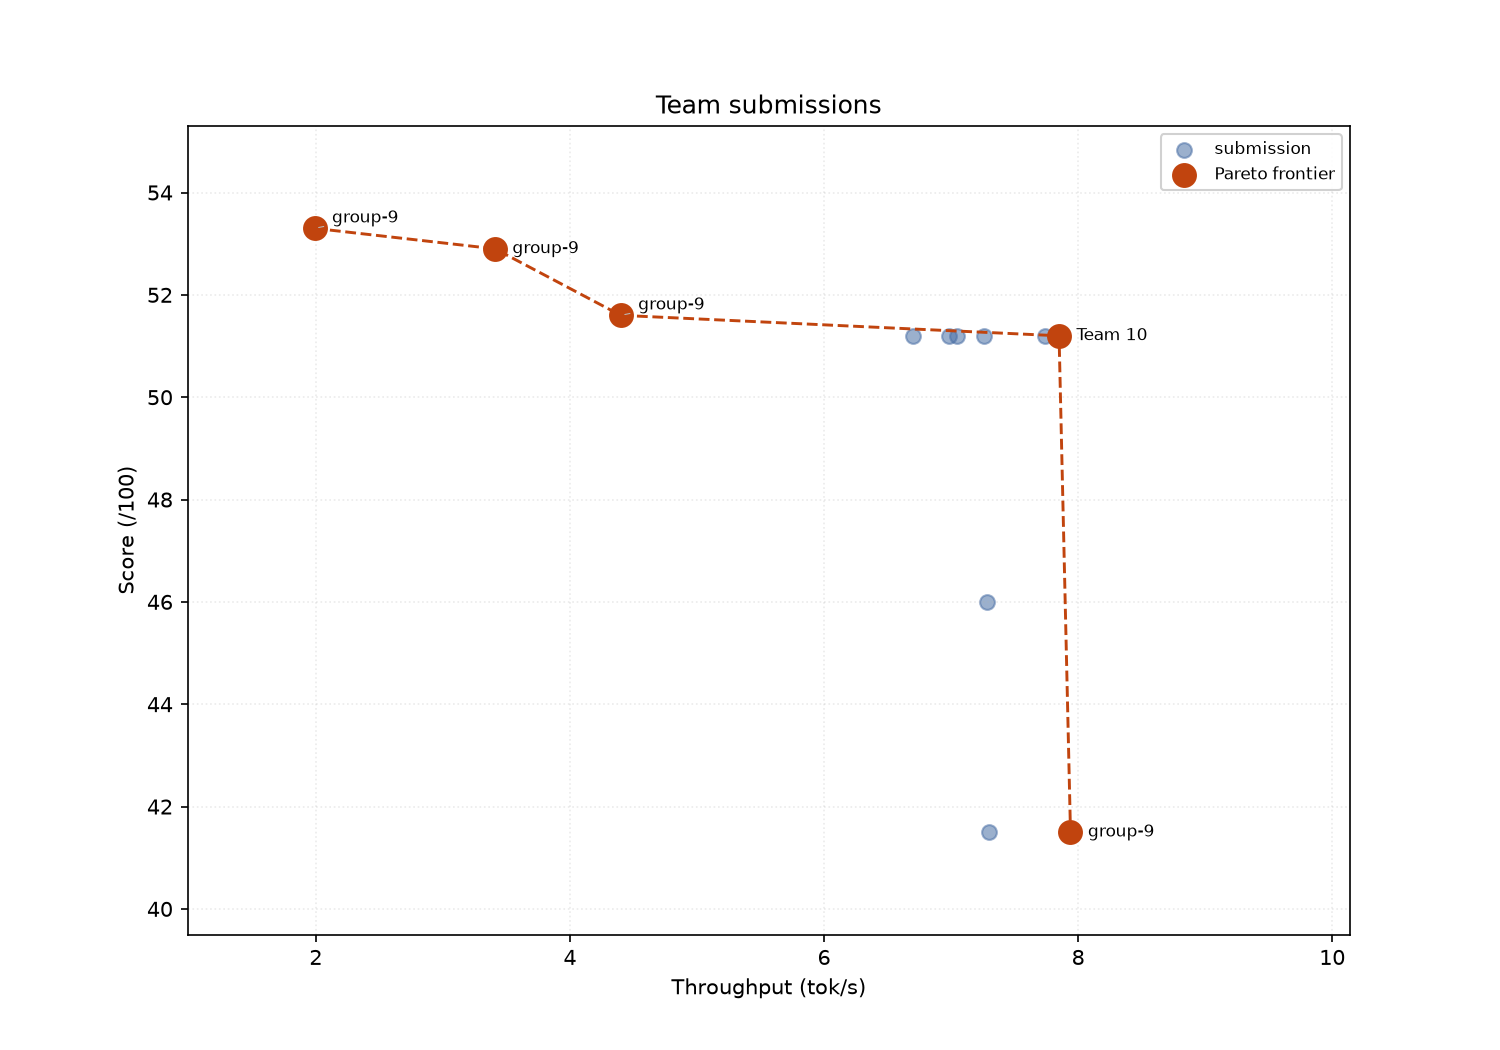 Team submissions
submission
Pareto frontier
54
52
50
48
46
44
42
40
Score (/100)
group-9
group-9
group-9
Team 10
group-9
2
4
6
8
10
Throughput (tok/s)